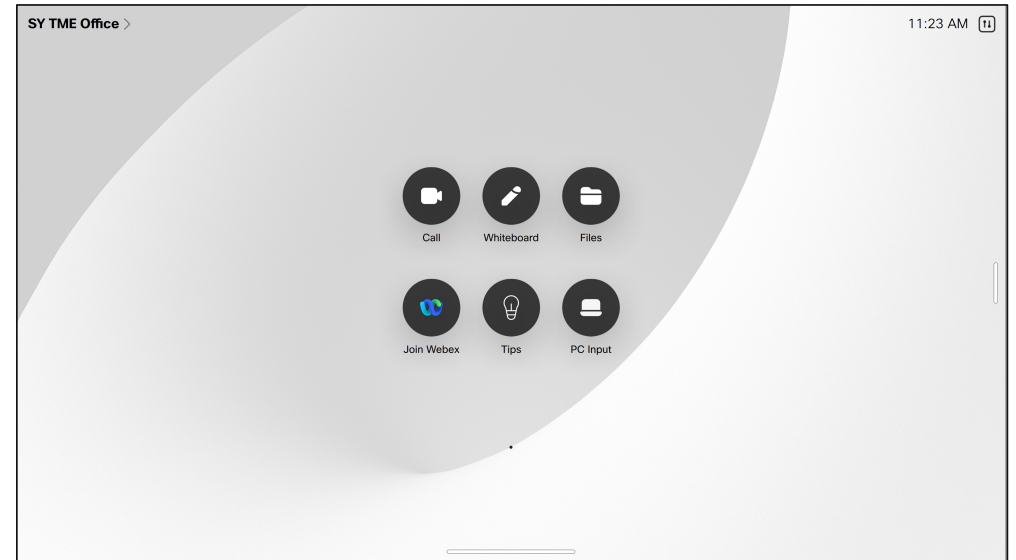 SY TME Office
11:23 AM
Call Whiteboard Files
Join Webex Tips PC Input